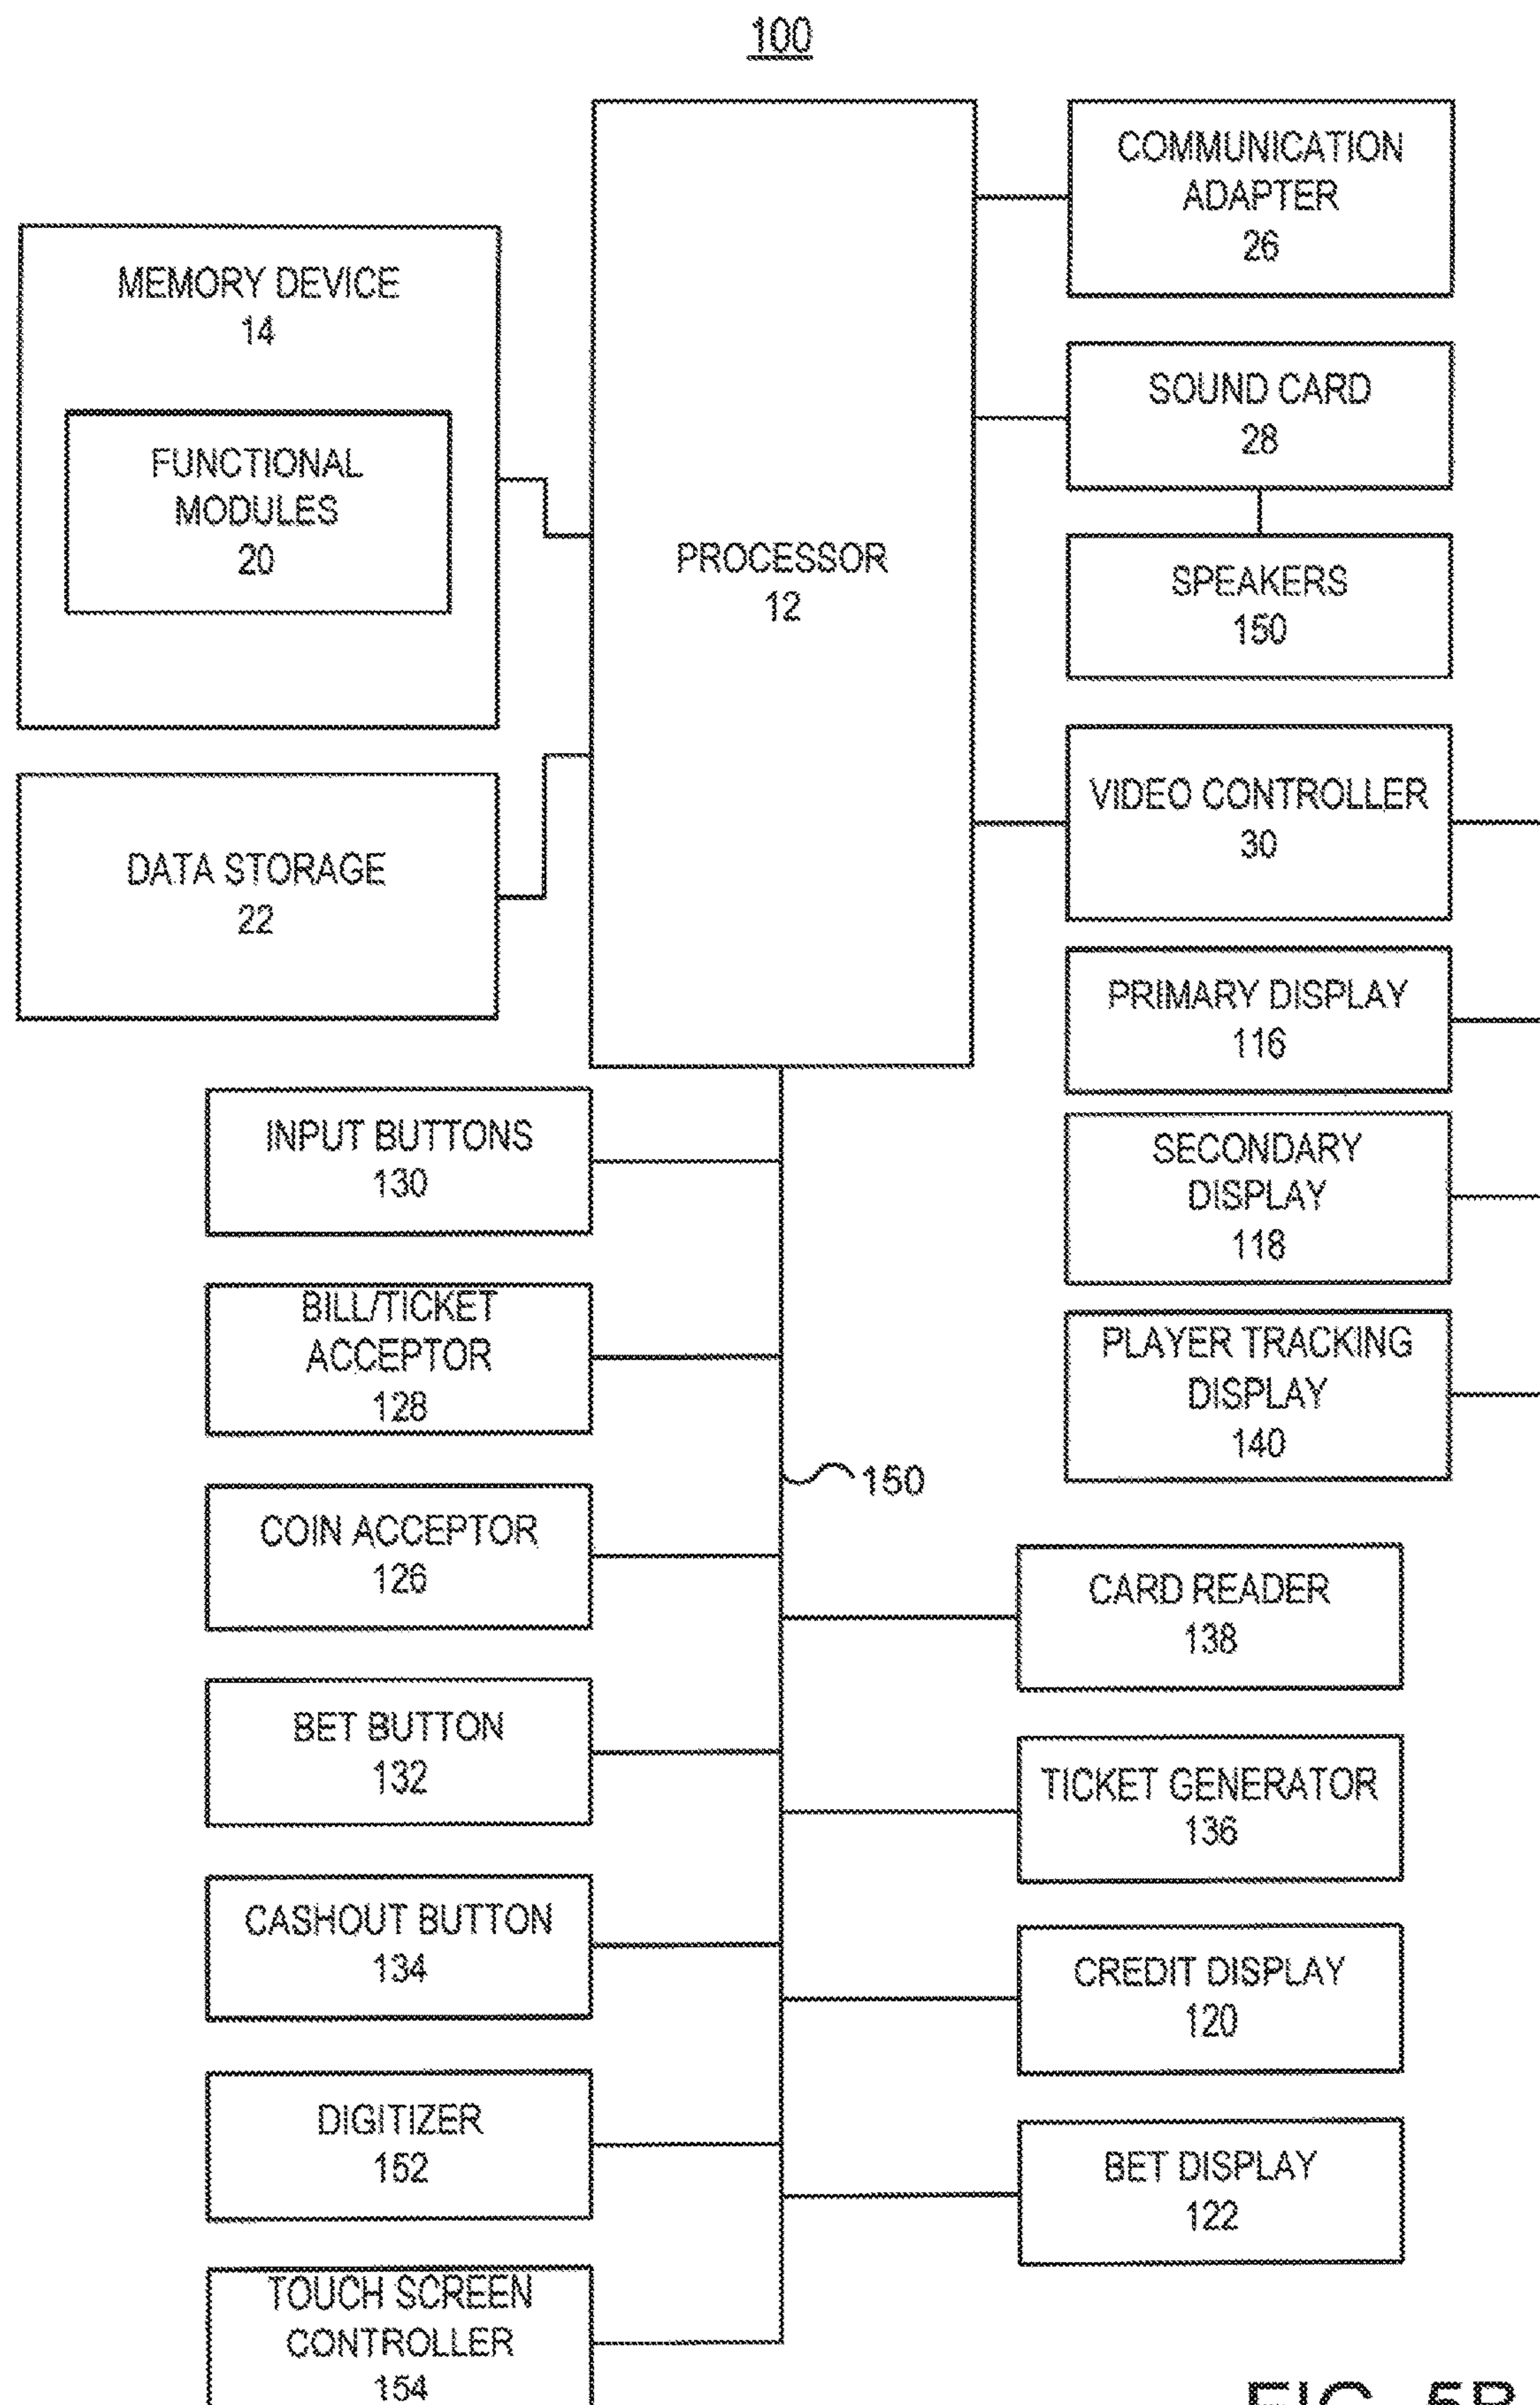 100
COMMUNICATION
ADAPTER
26
MEMORY DEVICE
14
FUNCTIONAL
MODULES
20
SOUND CARD
28
PROCESSOR
12
SPEAKERS
150
VIDEO CONTROLLER
30
DATA STORAGE
22
PRIMARY DISPLAY
116
INPUT BUTTONS
130
SECONDARY
DISPLAY
118
BILL/TICKET
ACCEPTOR
128
PLAYER TRACKING
DISPLAY
140
150
COIN ACCEPTOR
126
CARD READER
138
BET BUTTON
132
TICKET GENERATOR
136
CASHOUT BUTTON
134
CREDIT DISPLAY
120
DIGITIZER
152
BET DISPLAY
122
TOUCH SCREEN
CONTROLLER
154
FIG. 5B